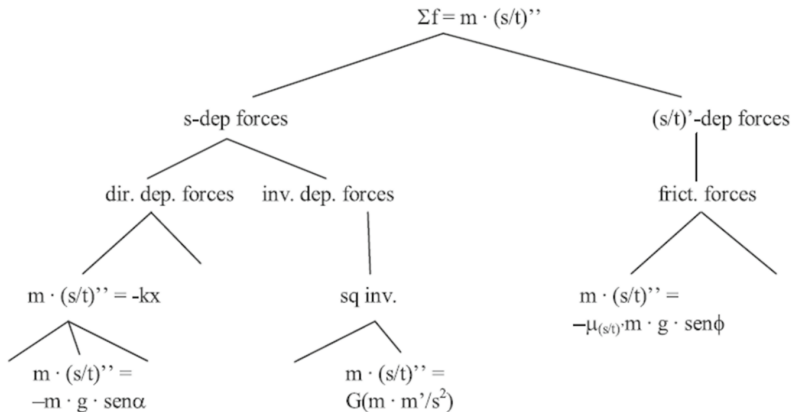 Σf = m · (s/t)’’
s-dep forces
(s/t)’-dep forces
dir. dep. forces
inv. dep. forces
frict. forces
m · (s/t)’’ = -kx
sq inv.
m · (s/t)’’ =
–μ(s/t)’m · g · senϕ
m · (s/t)’’ =
–m · g · senα
m · (s/t)’’ =
G(m · m’/s²)